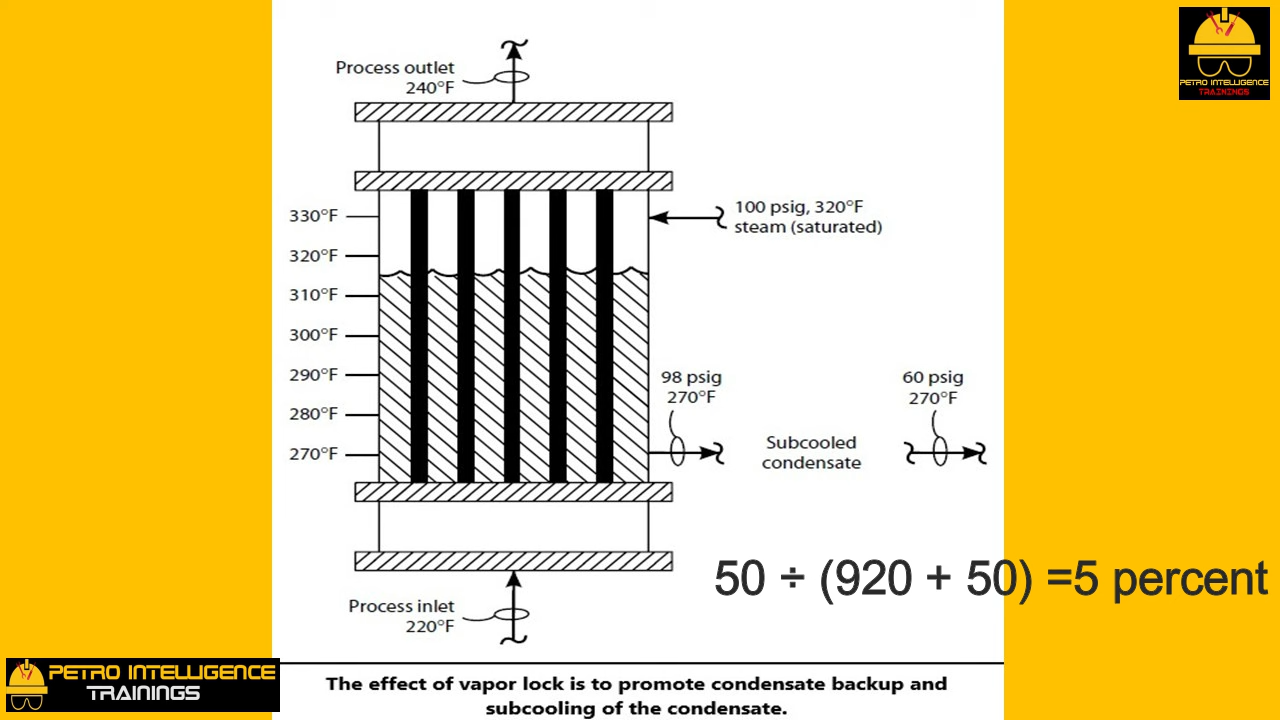 PETRO INTELLIGENCE
TRAININGS
Process outlet
240°F
330°F
320°F
310°F
300°F
290°F
280°F
270°F
100 psig, 320°F
steam (saturated)
98 psig
270°F
60 psig
270°F
Subcooled
condensate
50 ÷ (920 + 50) =5 percent
Process inlet
220°F
PETRO INTELLIGENCE
TRAININGS
The effect of vapor lock is to promote condensate backup and
subcooling of the condensate.